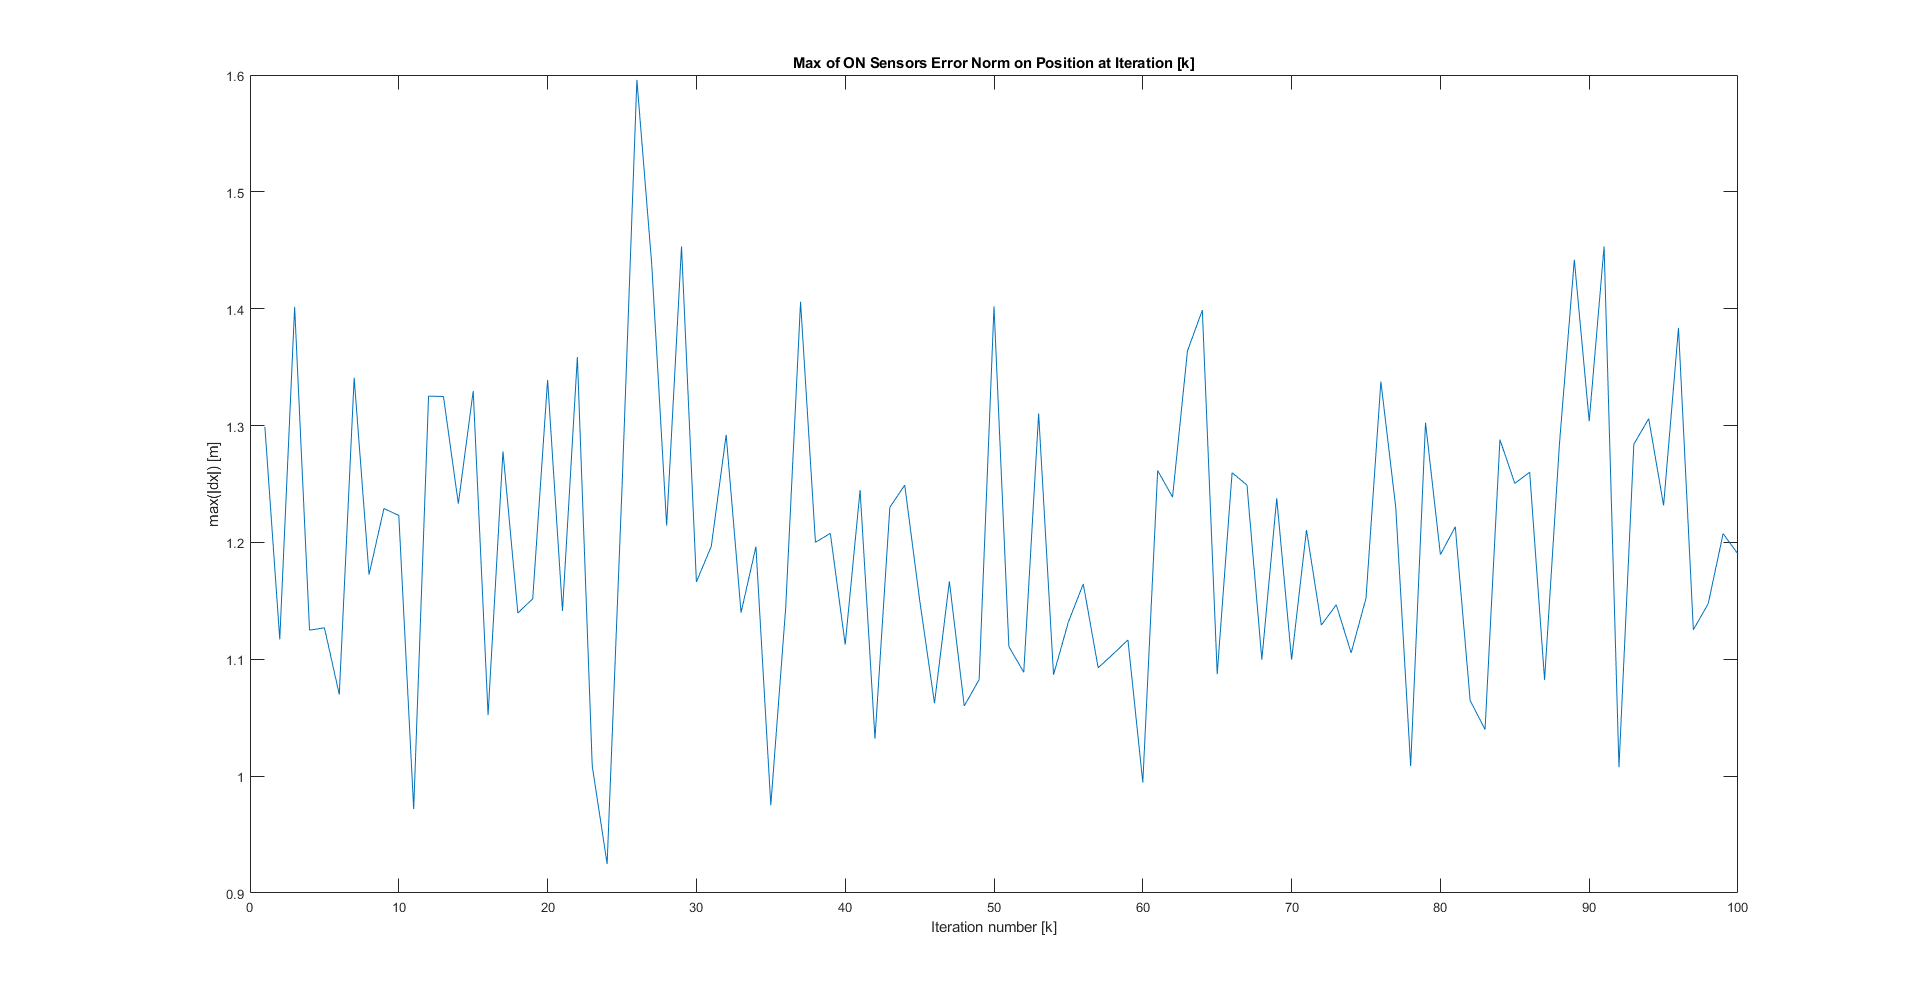 Max of ON Sensors Error Norm on Position at Iteration [k]
1.6
1.5
1.4
1.3
1.2
1.1
1
0.9
max(|dx|) [m]
0 10 20 30 40 50 60 70 80 90 100
Iteration number [k]